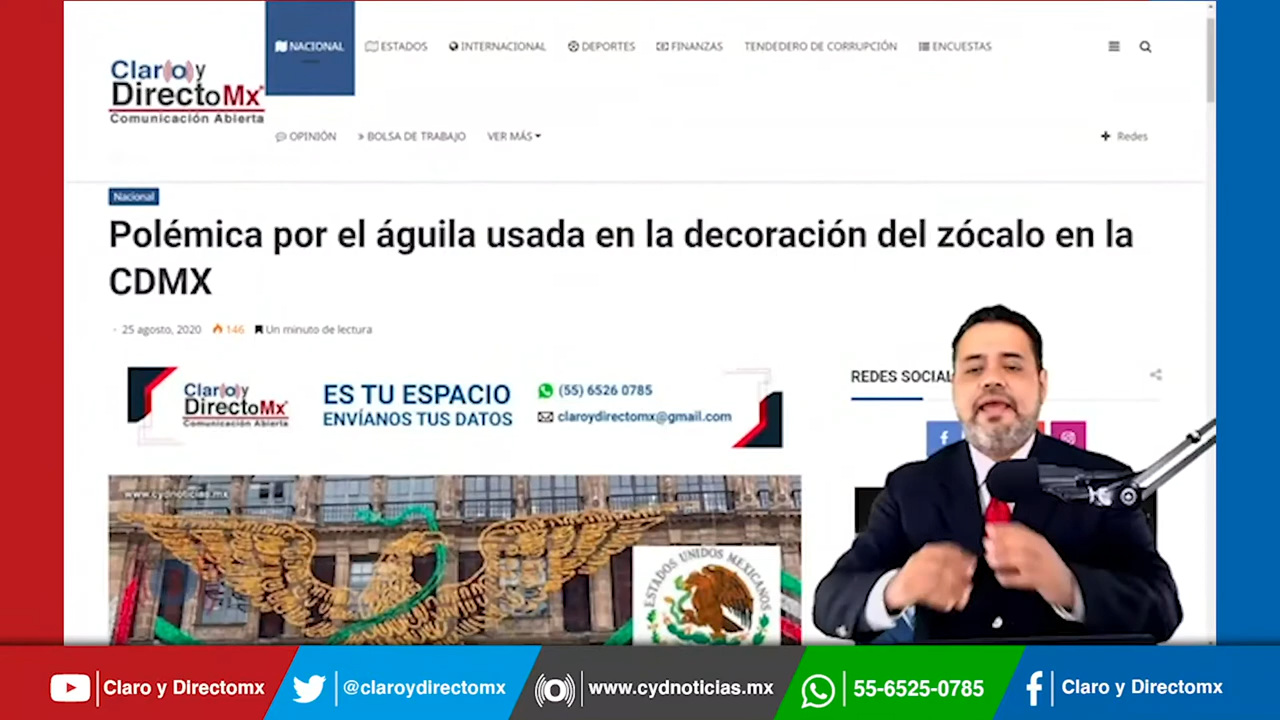 NACIONAL
ESTADOS
INTERNACIONAL
DEPORTES
FINANZAS
TENDEDERO DE CORRUPCIÓN
ENCUESTAS
Claroy
DirectoMx
Comunicación Abierta
OPINIÓN
» BOLSA DE TRABAJO
VER MÁS
+ Redes
Nacional
Polémica por el águila usada en la decoración del zócalo en la
CDMX
- 25 agosto, 2020 146 Un minuto de lectura
Claroy
DirectoMx
Comunicación Abierta
ES TU ESPACIO
ENVÍANOS TUS DATOS
(55) 6526 0785
claroydirectomx@gmail.com
REDES SOCIAL
www.cydnoticias.mx
ESTADOS UNIDOS MEXICANOS
Claro y Directomx
@claroydirectomx
www.cydnoticias.mx
55-6525-0785
Claro y Directomx